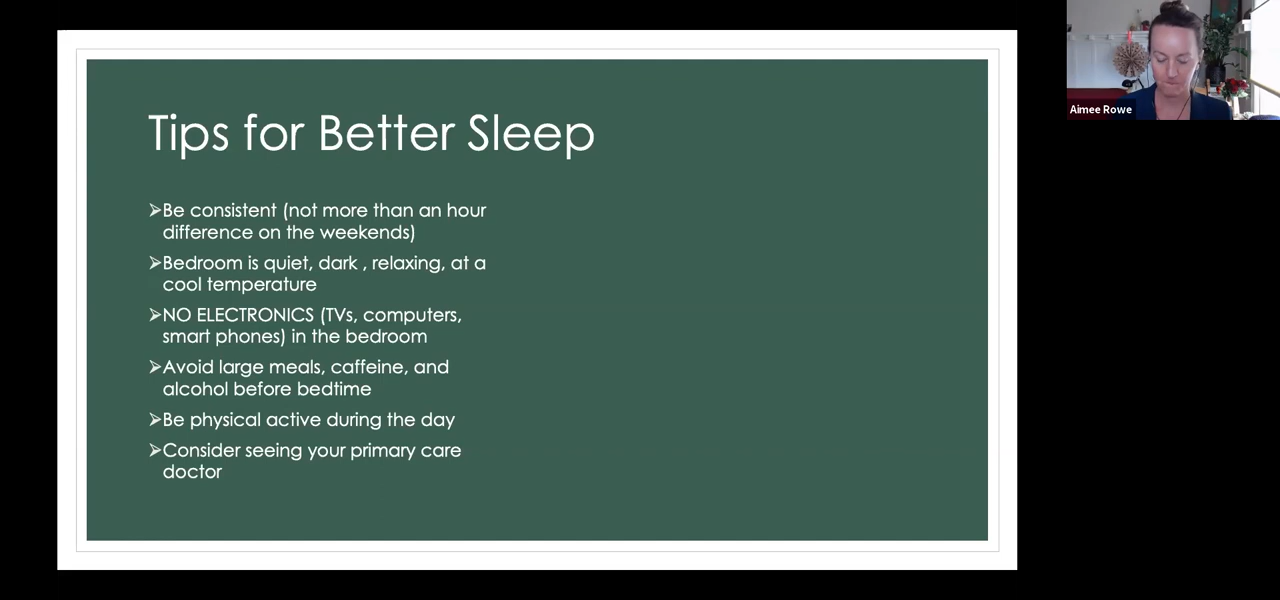 Tips for Better Sleep
➢Be consistent (not more than an hour
difference on the weekends)
➢Bedroom is quiet, dark , relaxing, at a
cool temperature
➢NO ELECTRONICS (TVs, computers,
smart phones) in the bedroom
➢Avoid large meals, caffeine, and
alcohol before bedtime
➢Be physical active during the day
➢Consider seeing your primary care
doctor
Aimee Rowe